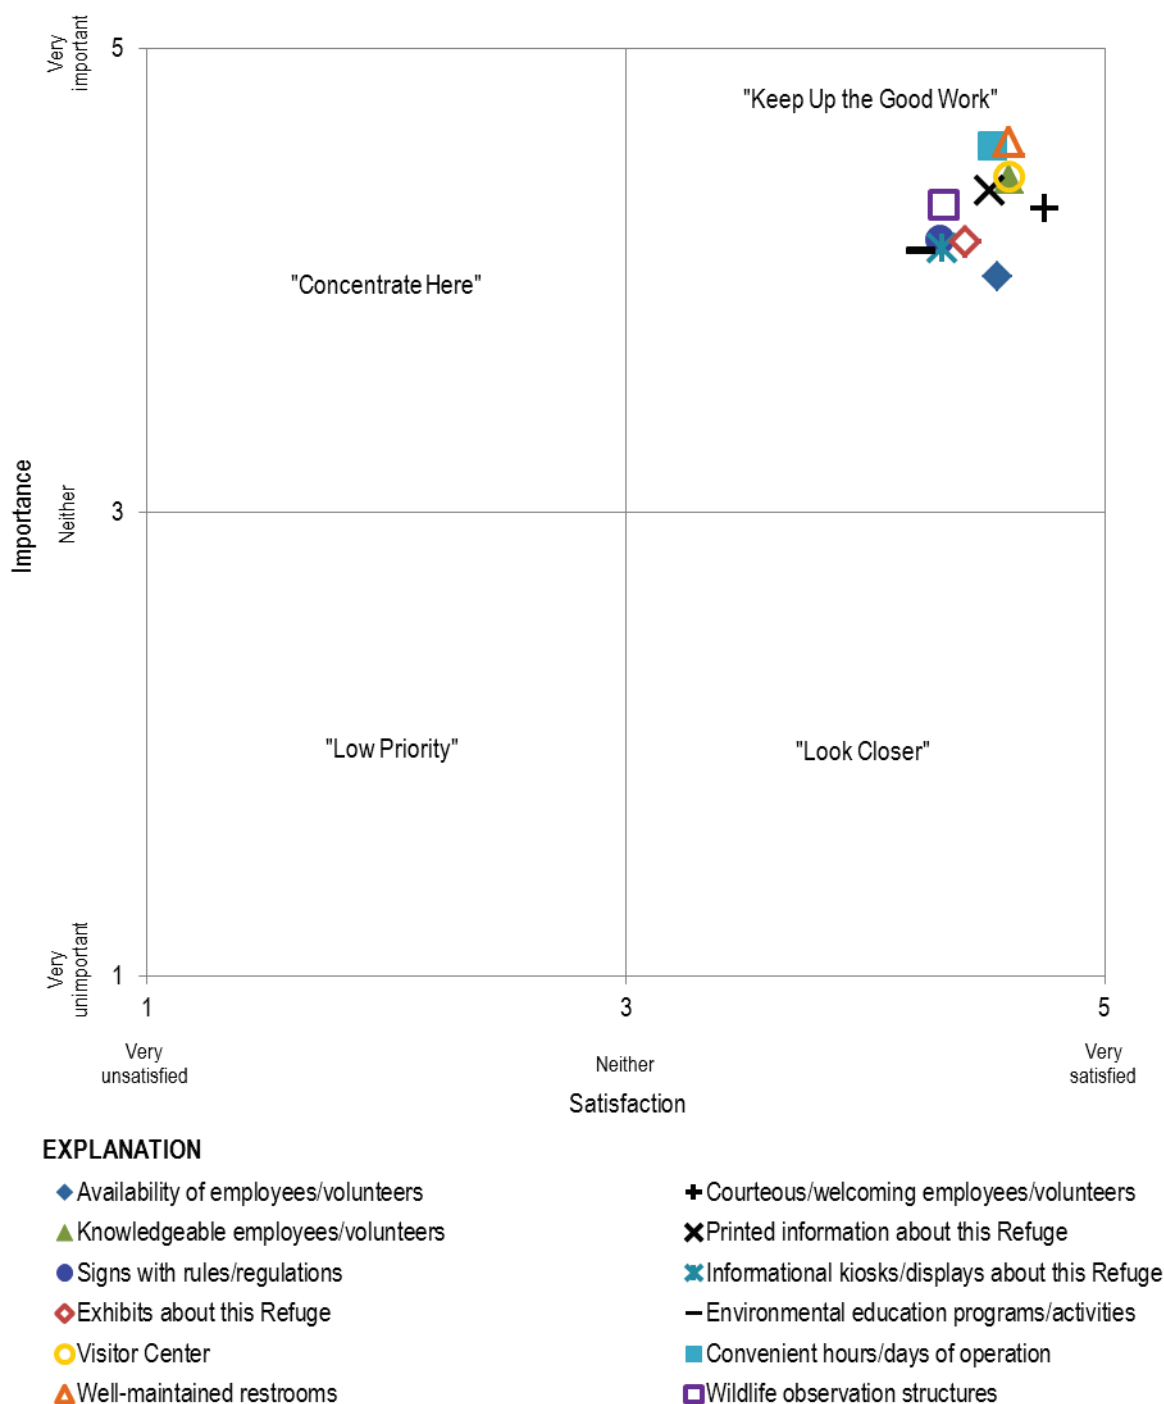 Very
important
5
"Keep Up the Good Work"
"Concentrate Here"
Importance
Neither
3
"Low Priority"
"Look Closer"
Very
unimportant
1
1
3
5
Very
unsatisfied
Neither
Very
satisfied
Satisfaction
EXPLANATION
Availability of employees/volunteers
Courteous/welcoming employees/volunteers
Knowledgeable employees/volunteers
Printed information about this Refuge
Signs with rules/regulations
Informational kiosks/displays about this Refuge
Exhibits about this Refuge
Environmental education programs/activities
Visitor Center
Convenient hours/days of operation
Well-maintained restrooms
Wildlife observation structures